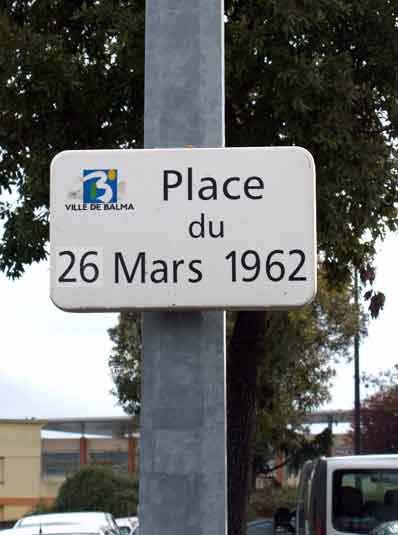 VILLE DE BALMA
Place
du
26 Mars 1962